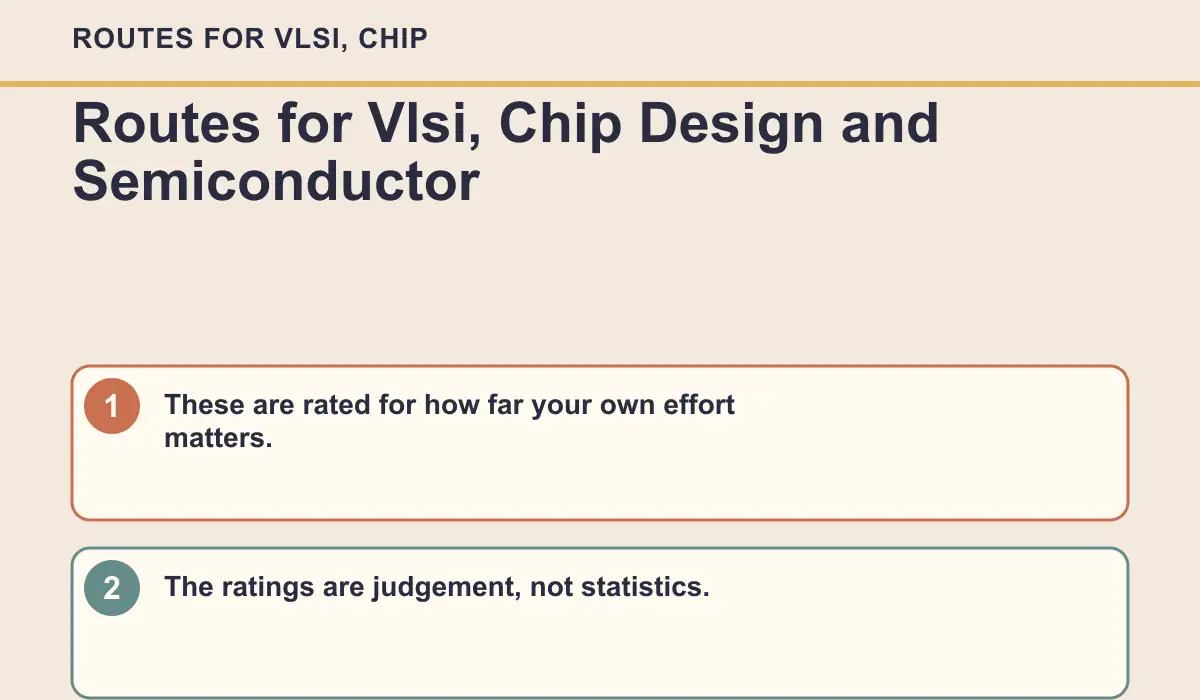 ROUTES FOR VLSI, CHIP
Routes for Vlsi, Chip Design and
Semiconductor
1
These are rated for how far your own effort
matters.
2
The ratings are judgement, not statistics.